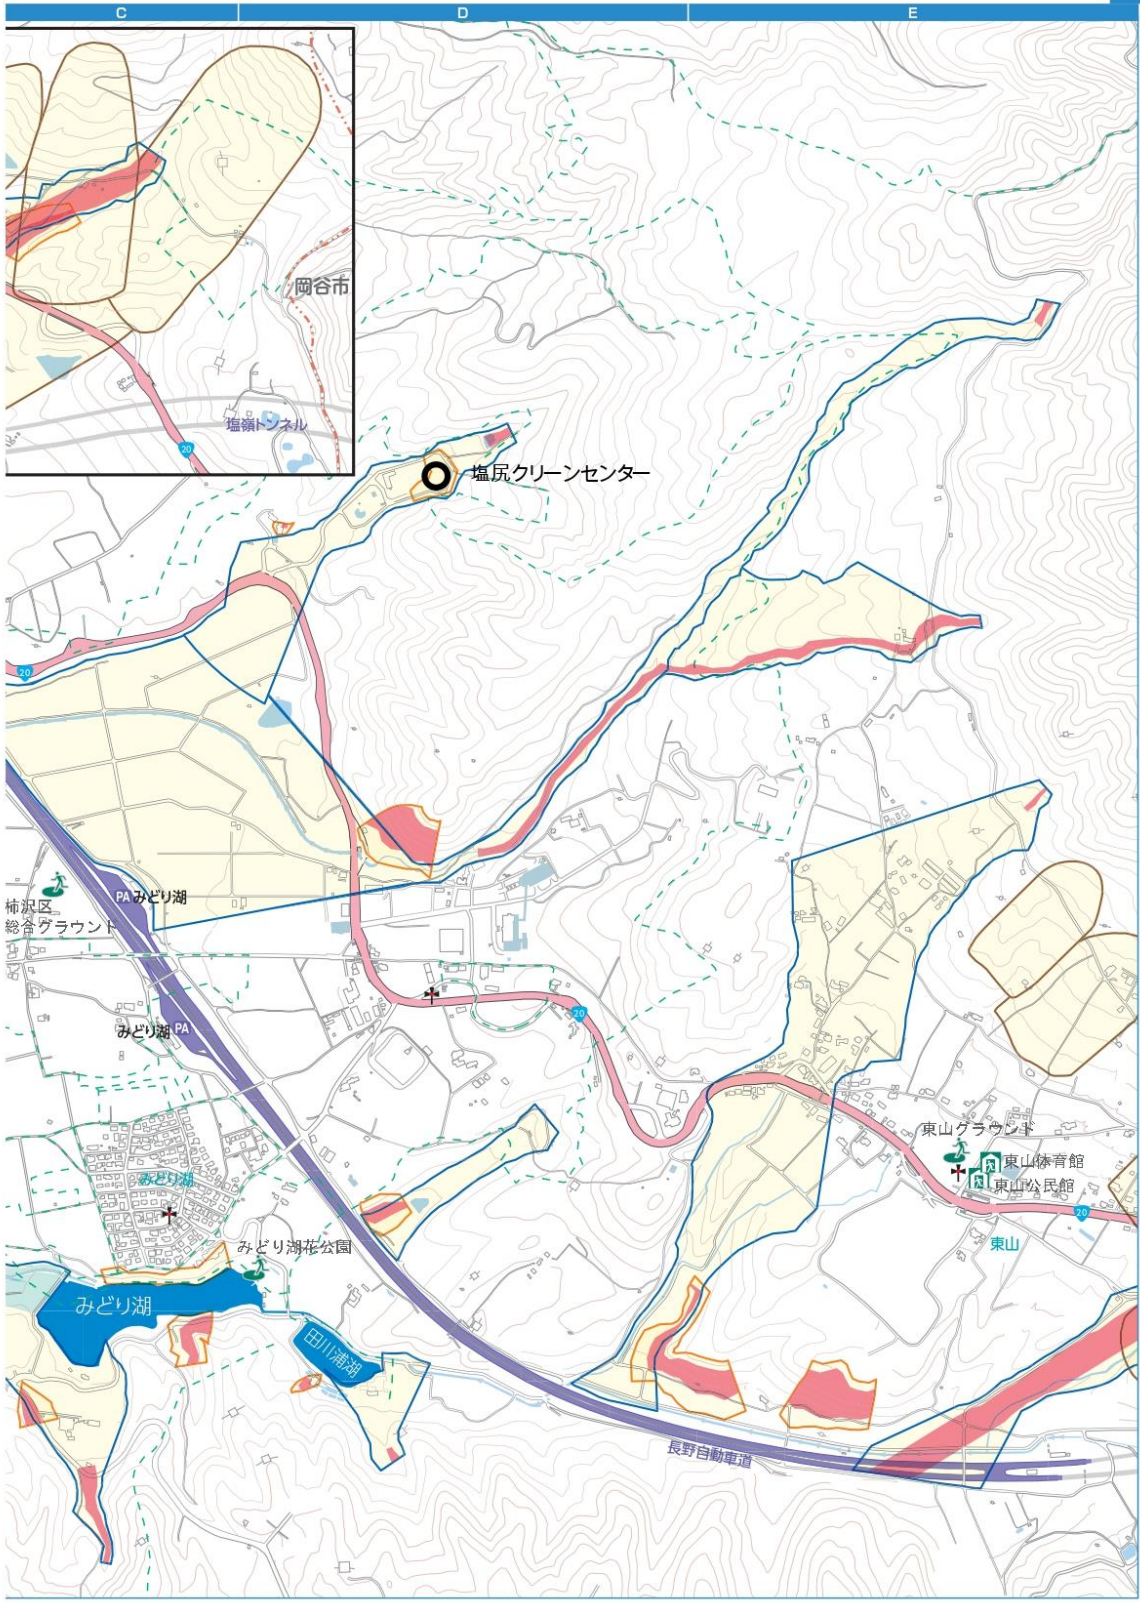 C
D
E
岡谷市
塩嶺トンネル
20
塩尻クリーンセンター
20
PA みどり湖
柿沢区
総合グラウンド
みどり湖 PA
20
東山グラウンド
東山体育館
東山公民館
20
東山
みどり湖
みどり湖花公園
みどり湖
田川浦湖
長野自動車道